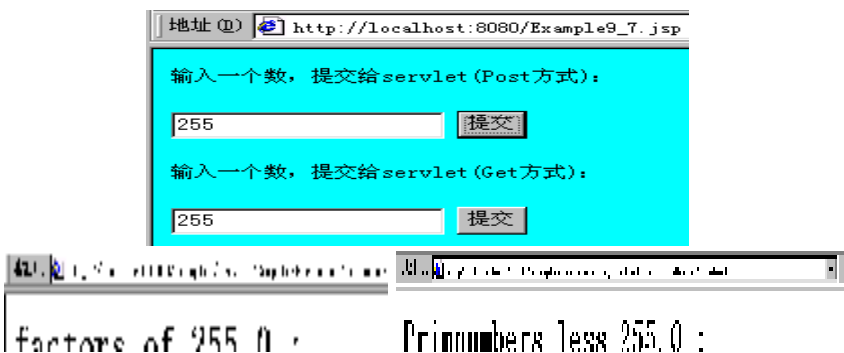 地址(D) http://localhost:8080/Example9_7.jsp
输入一个数，提交给servlet(Post方式)：
255 提交
输入一个数，提交给servlet(Get方式)：
255 提交
factors of 255.0 :
Primnumbers less 255.0 :